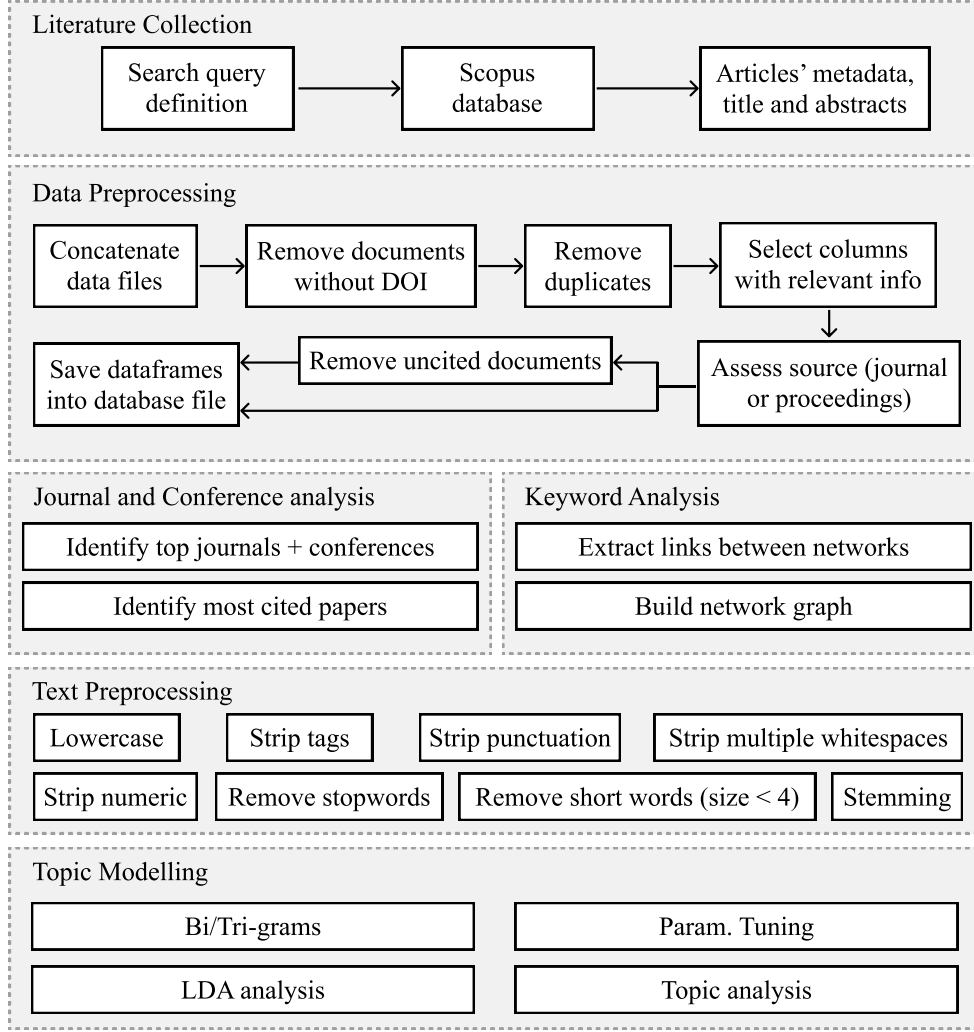 Literature Collection
Search query
definition
Scopus
database
Articles' metadata,
title and abstracts
Data Preprocessing
Concatenate
data files
Remove documents
without DOI
Remove
duplicates
Select columns
with relevant info
Save dataframes
into database file
Remove uncited documents
Assess source (journal
or proceedings)
Journal and Conference analysis
Identify top journals + conferences
Identify most cited papers
Keyword Analysis
Extract links between networks
Build network graph
Text Preprocessing
Lowercase
Strip tags
Strip punctuation
Strip multiple whitespaces
Strip numeric
Remove stopwords
Remove short words (size < 4)
Stemming
Topic Modelling
Bi/Tri-grams
Param. Tuning
LDA analysis
Topic analysis